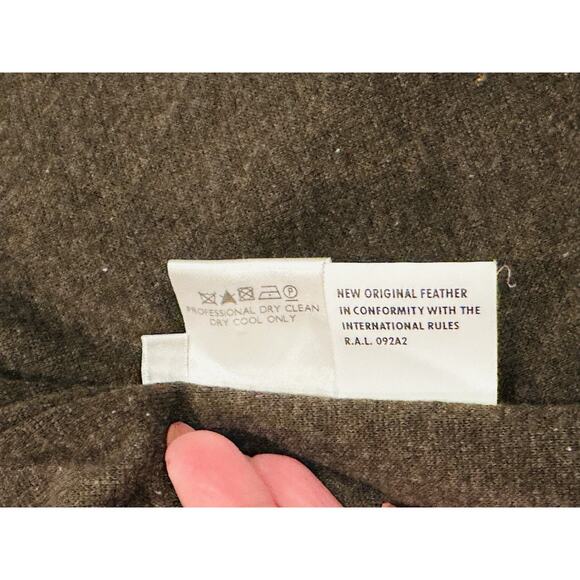 P
PROFESSIONAL DRY CLEAN
DRY COOL ONLY
NEW ORIGINAL FEATHER
IN CONFORMITY WITH THE
INTERNATIONAL RULES
R.A.L. 092A2